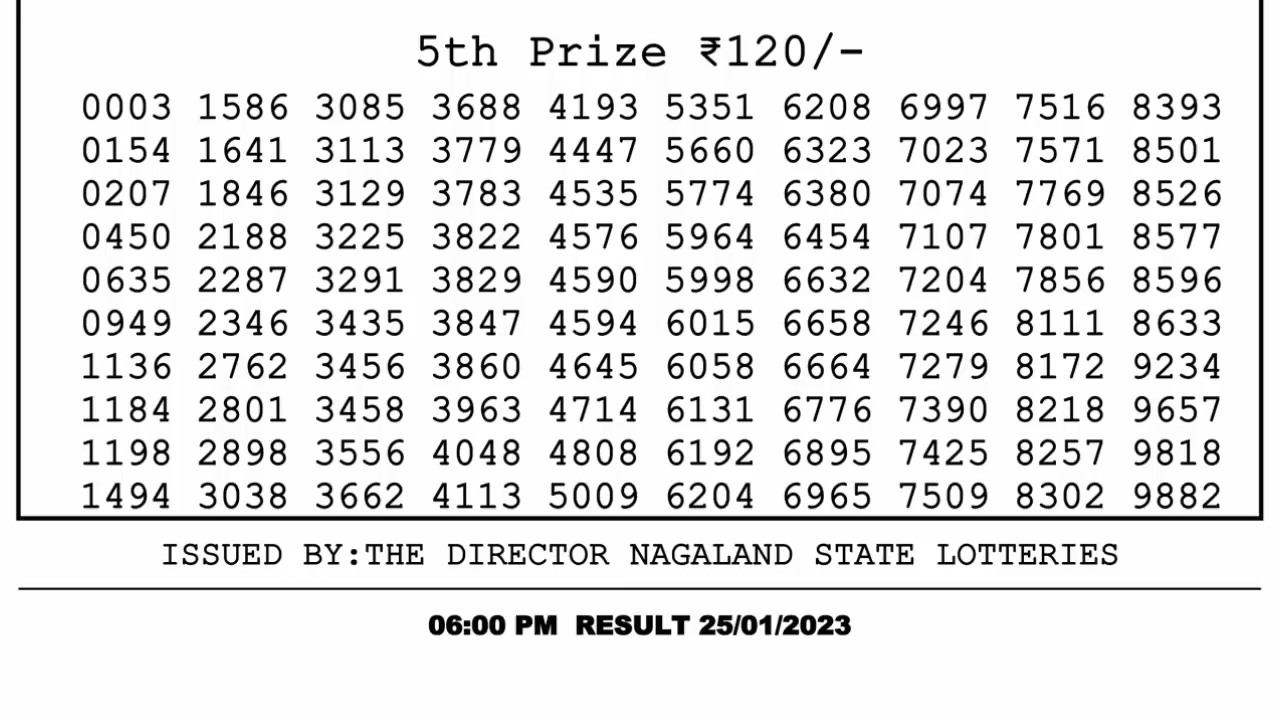 5th Prize ₹120/-
0003 1586 3085 3688 4193 5351 6208 6997 7516 8393
0154 1641 3113 3779 4447 5660 6323 7023 7571 8501
0207 1846 3129 3783 4535 5774 6380 7074 7769 8526
0450 2188 3225 3822 4576 5964 6454 7107 7801 8577
0635 2287 3291 3829 4590 5998 6632 7204 7856 8596
0949 2346 3435 3847 4594 6015 6658 7246 8111 8633
1136 2762 3456 3860 4645 6058 6664 7279 8172 9234
1184 2801 3458 3963 4714 6131 6776 7390 8218 9657
1198 2898 3556 4048 4808 6192 6895 7425 8257 9818
1494 3038 3662 4113 5009 6204 6965 7509 8302 9882
ISSUED BY:THE DIRECTOR NAGALAND STATE LOTTERIES
06:00 PM RESULT 25/01/2023